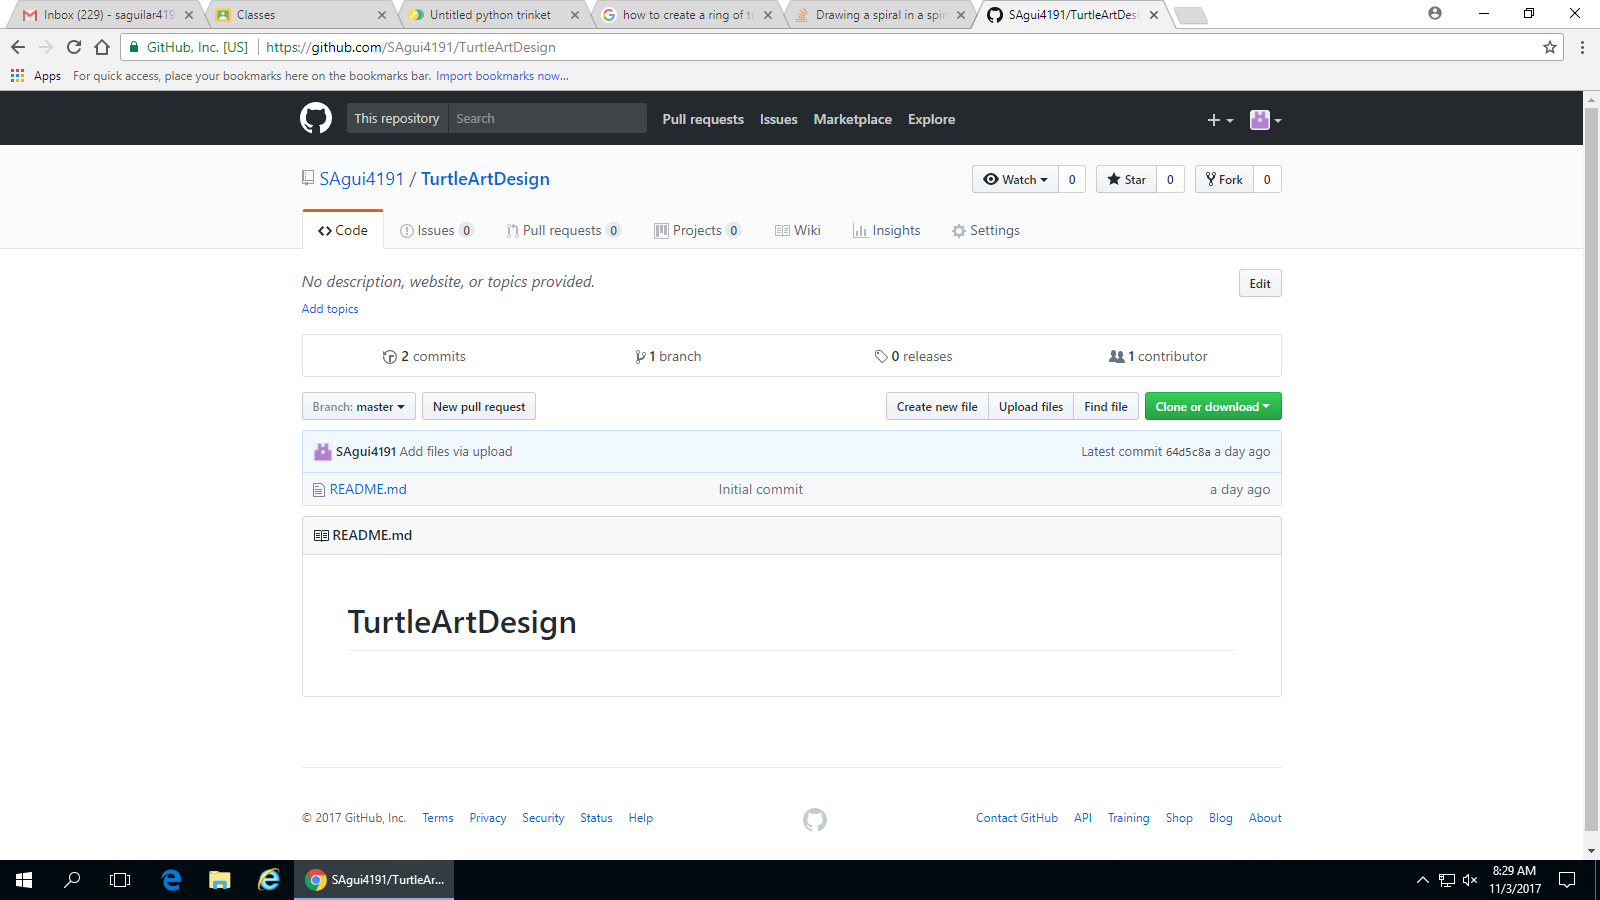 Inbox (229) - saguilar419
Classes
Untitled python trinket
how to create a ring of tr
Drawing a spiral in a spir
SAgui4191/TurtleArtDesi
GitHub, Inc. [US]
https://github.com/SAgui4191/TurtleArtDesign
Apps For quick access, place your bookmarks here on the bookmarks bar. Import bookmarks now...
This repository Search Pull requests Issues Marketplace Explore
SAgui4191 / TurtleArtDesign
Watch 0 Star 0 Fork 0
Code Issues 0 Pull requests 0 Projects 0 Wiki Insights Settings
No description, website, or topics provided.
Edit
Add topics
2 commits 1 branch 0 releases 1 contributor
Branch: master New pull request Create new file Upload files Find file Clone or download
SAgui4191 Add files via upload Latest commit 64d5c8a a day ago
README.md Initial commit a day ago
README.md
TurtleArtDesign
© 2017 GitHub, Inc. Terms Privacy Security Status Help Contact GitHub API Training Shop Blog About
SAgui4191/TurtleAr...
8:29 AM
11/3/2017